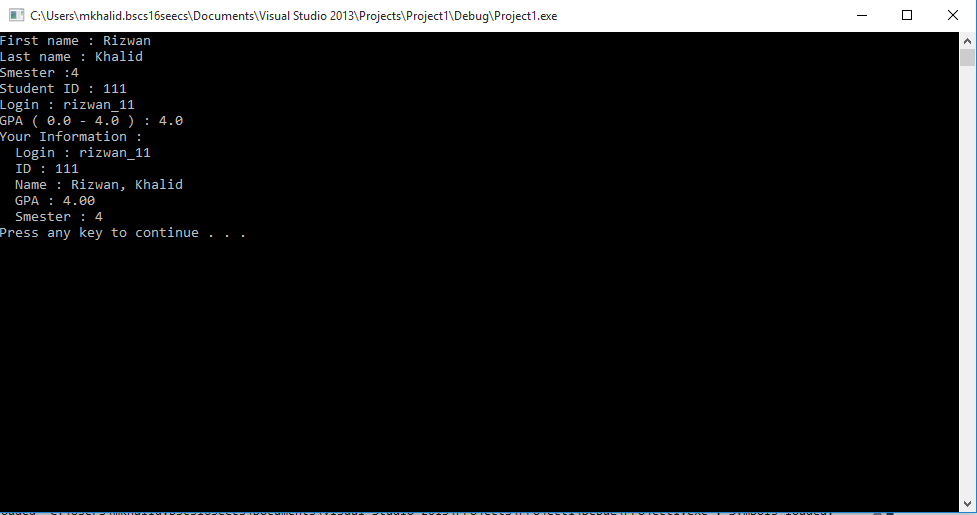 C:\Users\mkhalid.bscs16seecs\Documents\Visual Studio 2013\Projects\Project1\Debug\Project1.exe
First name : Rizwan
Last name : Khalid
Smester :4
Student ID : 111
Login : rizwan_11
GPA ( 0.0 - 4.0 ) : 4.0
Your Information :
  Login : rizwan_11
  ID : 111
  Name : Rizwan, Khalid
  GPA : 4.00
  Smester : 4
Press any key to continue . . .